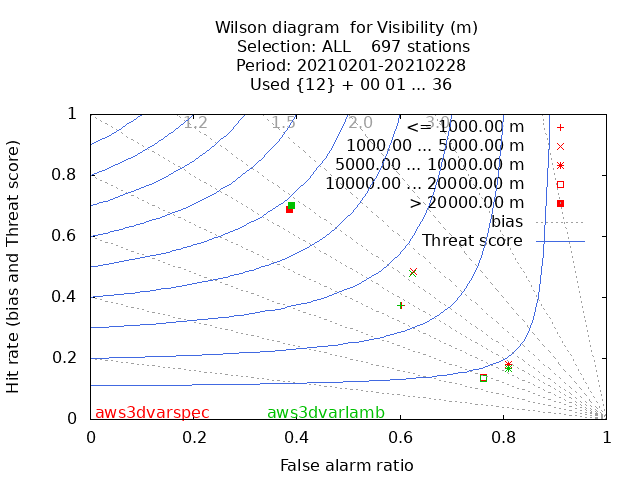 Wilson diagram  for Visibility (m)
Selection: ALL    697 stations
Period: 20210201-20210228
Used {12} + 00 01 ... 36
Hit rate (bias and Threat score)
1
0.8
0.6
0.4
0.2
0
1.2
1.5
2.0
3.0
<= 1000.00 m
1000.00 ... 5000.00 m
5000.00 ... 10000.00 m
10000.00 ... 20000.00 m
> 20000.00 m
bias
Threat score
aws3dvarspec
aws3dvarlamb
0 0.2 0.4 0.6 0.8 1
False alarm ratio